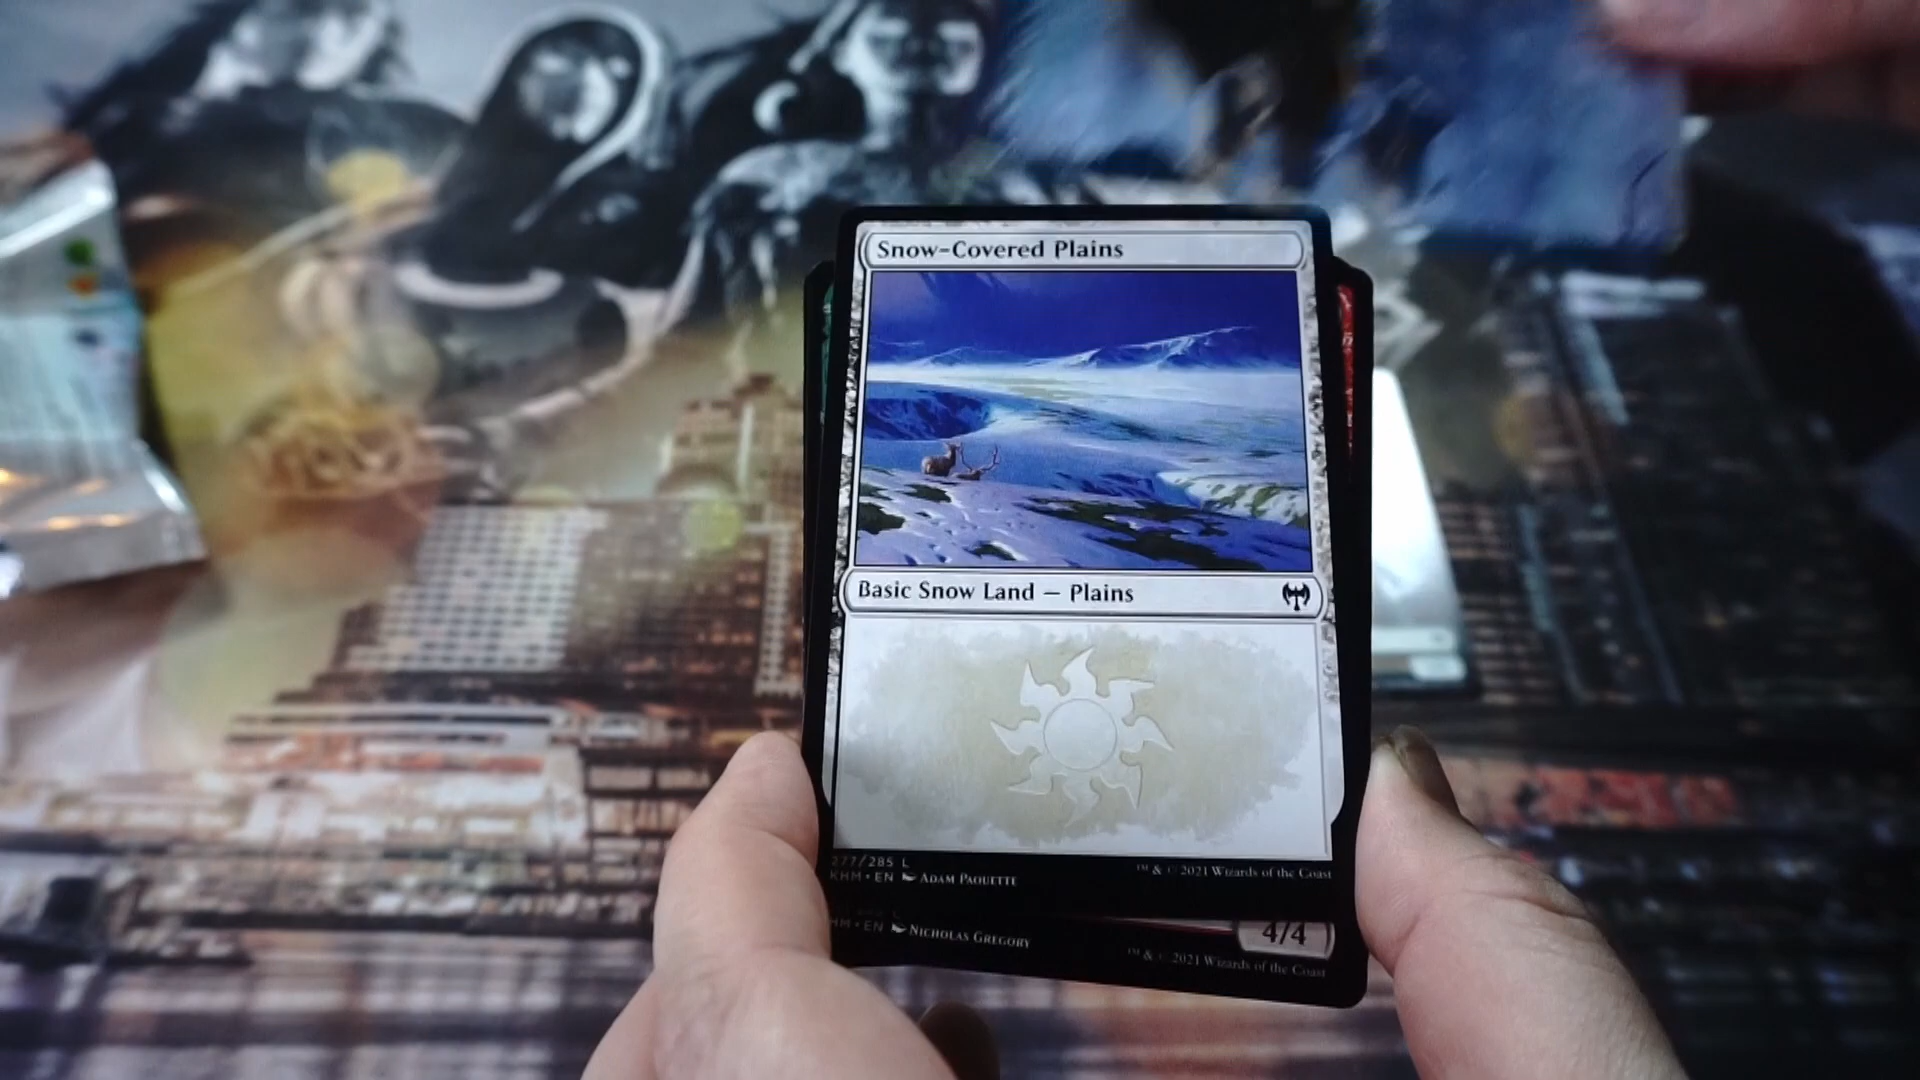 Snow-Covered Plains
Basic Snow Land — Plains
277/285 L
KHM • EN Adam Paquette
™ & © 2021 Wizards of the Coast
4/4
HM • EN Nicholas Gregory
™ & © 2021 Wizards of the Coast